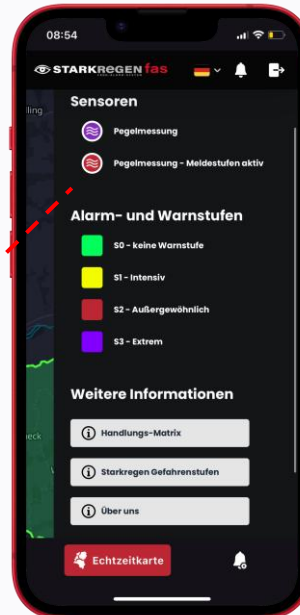 08:54
STARKREGEN fas
Sensoren
Pegelmessung
Pegelmessung - Meldestufen aktiv
Alarm- und Warnstufen
S0 - keine Warnstufe
S1 - Intensiv
S2 - Außergewöhnlich
S3 - Extrem
Weitere Informationen
Handlungs-Matrix
Starkregen Gefahrenstufen
Über uns
Echtzeitkarte